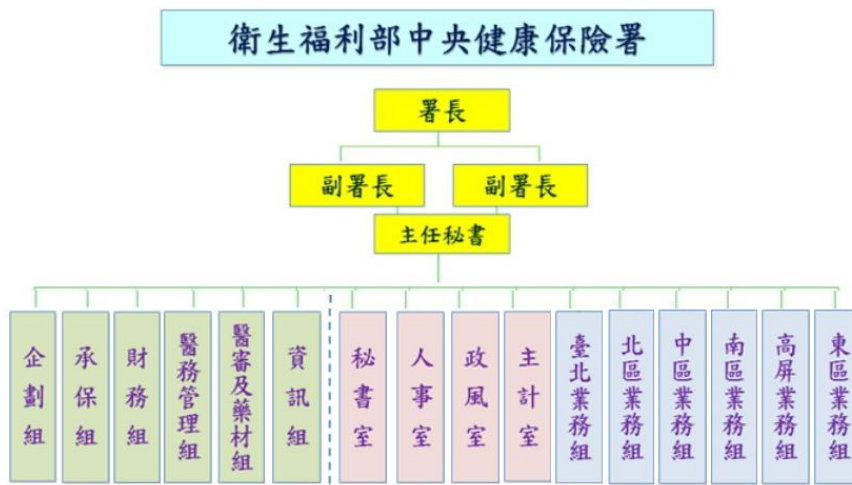 衛生福利部中央健康保險署
署長
副署長
副署長
主任秘書
企劃組
承保組
財務組
醫務管理組
醫審及藥材組
資訊組
秘書室
人事室
政風室
主計室
臺北業務組
北區業務組
中區業務組
南區業務組
高屏業務組
東區業務組